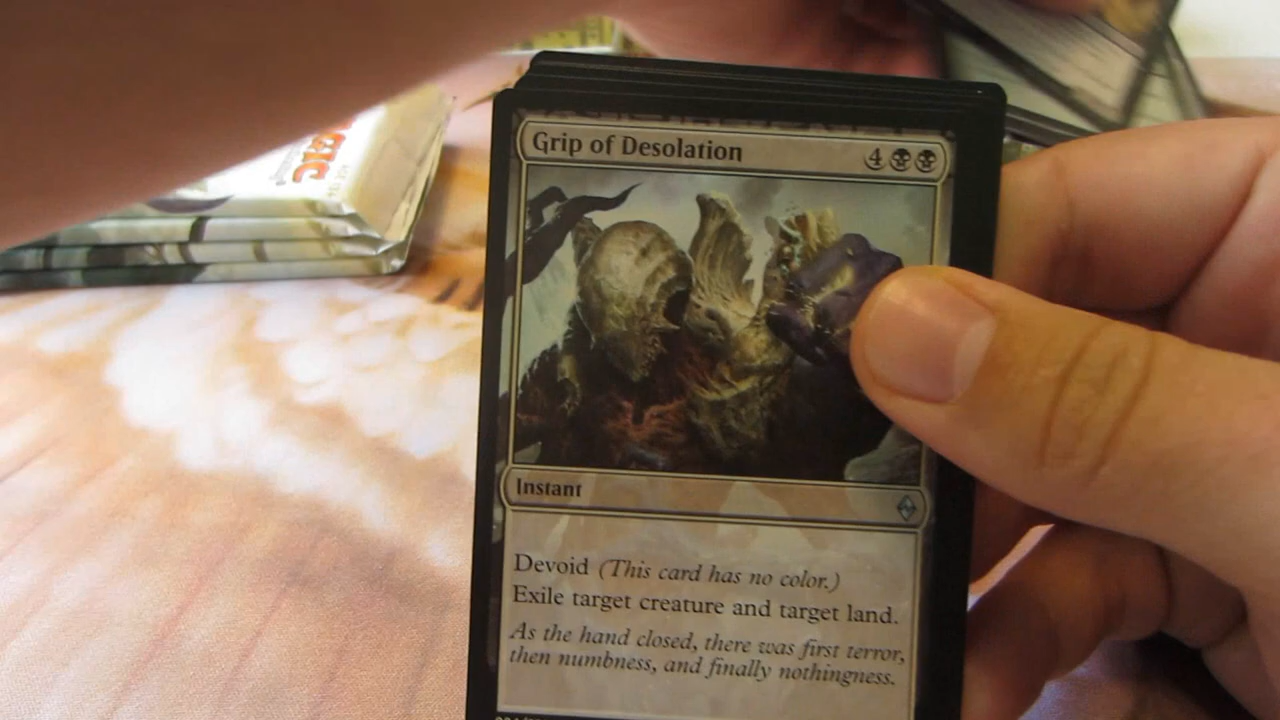 Grip of Desolation 4
Instant
Devoid (This card has no color.)
Exile target creature and target land.
As the hand closed, there was first terror,
then numbness, and finally nothingness.